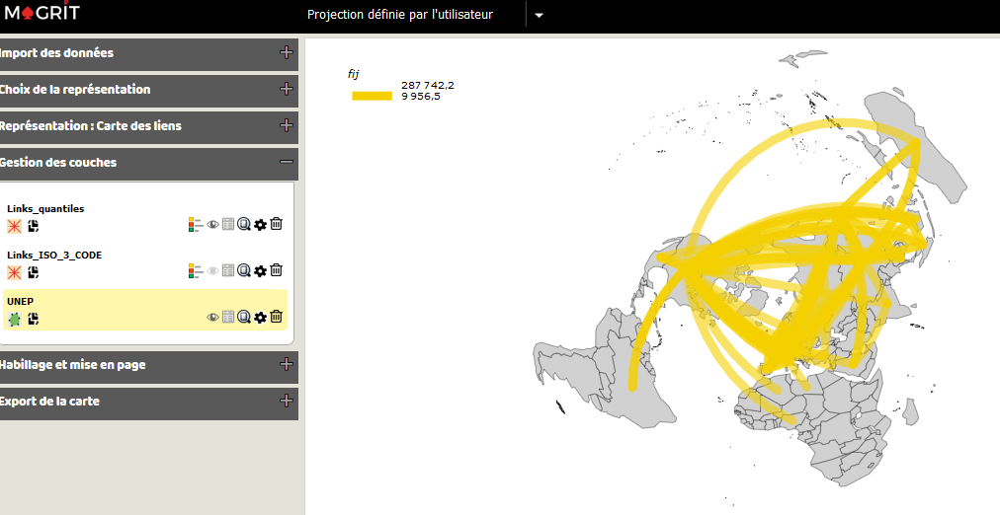 MAGRIT
Projection définie par l'utilisateur
Import des données
Choix de la représentation
Représentation : Carte des liens
Gestion des couches
Links_quantiles
Links_ISO_3_CODE
UNEP
Habillage et mise en page
Export de la carte
fij
287 742,2
9 956,5